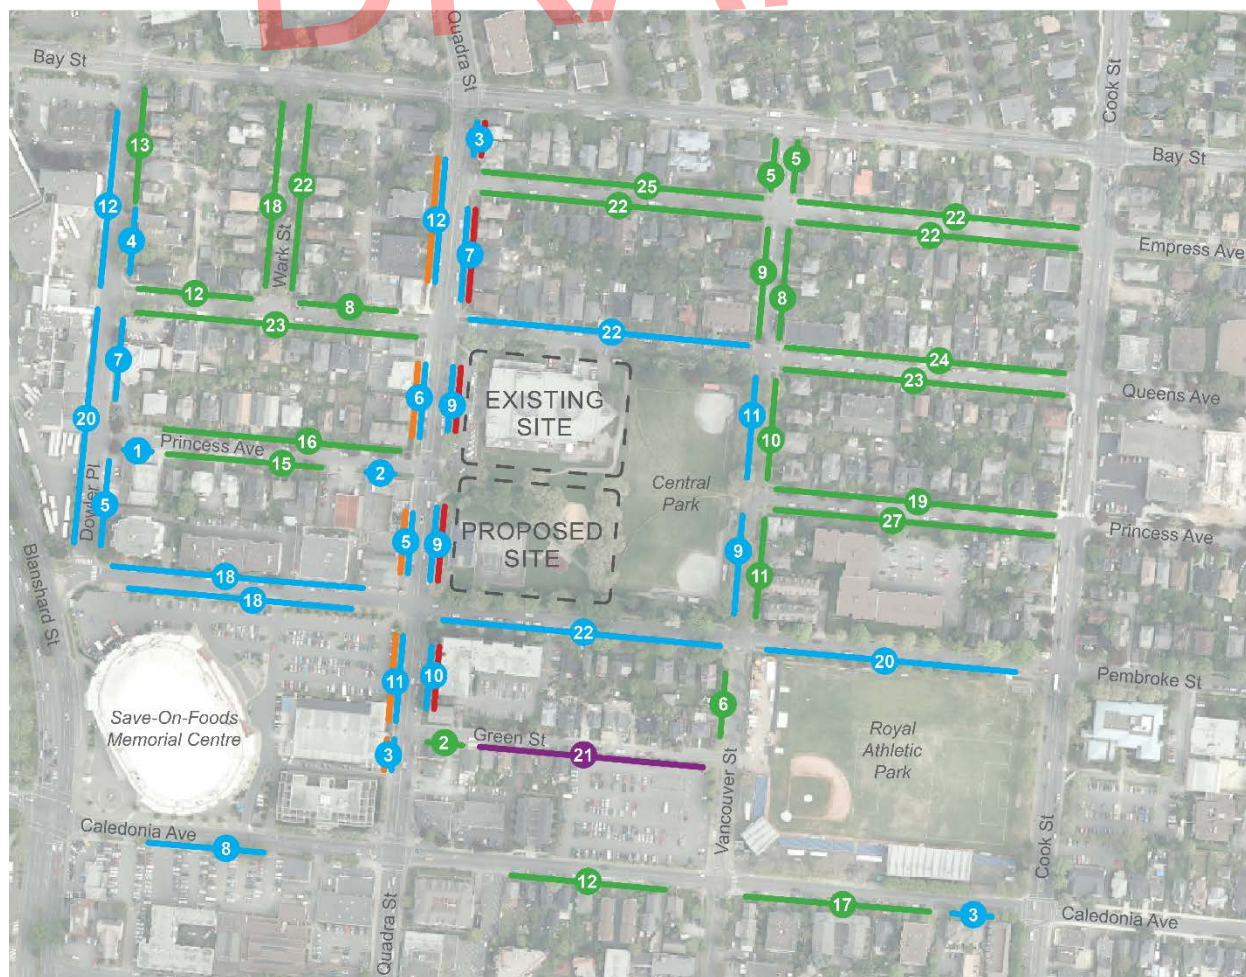 DRA
Bay St
Quadra St
Cook St
3
Bay St
13
5
5
25
22
12
18
22
12
22
22
Empress Ave
4
Wark St
7
9
8
12
8
23
22
7
24
23
Queens Ave
6
9
EXISTING
SITE
11
10
20
16
Princess Ave
15
1
2
Central
Park
19
27
Princess Ave
5
Dowler Pl
5
9
PROPOSED
SITE
9
11
Blanshard St
18
18
22
20
Pembroke St
11
10
6
Save-On-Foods
Memorial Centre
Royal
Athletic
Park
3
2
Green St
21
Vancouver St
Caledonia Ave
8
Cook St
12
17
3
Caledonia Ave
Quadra St